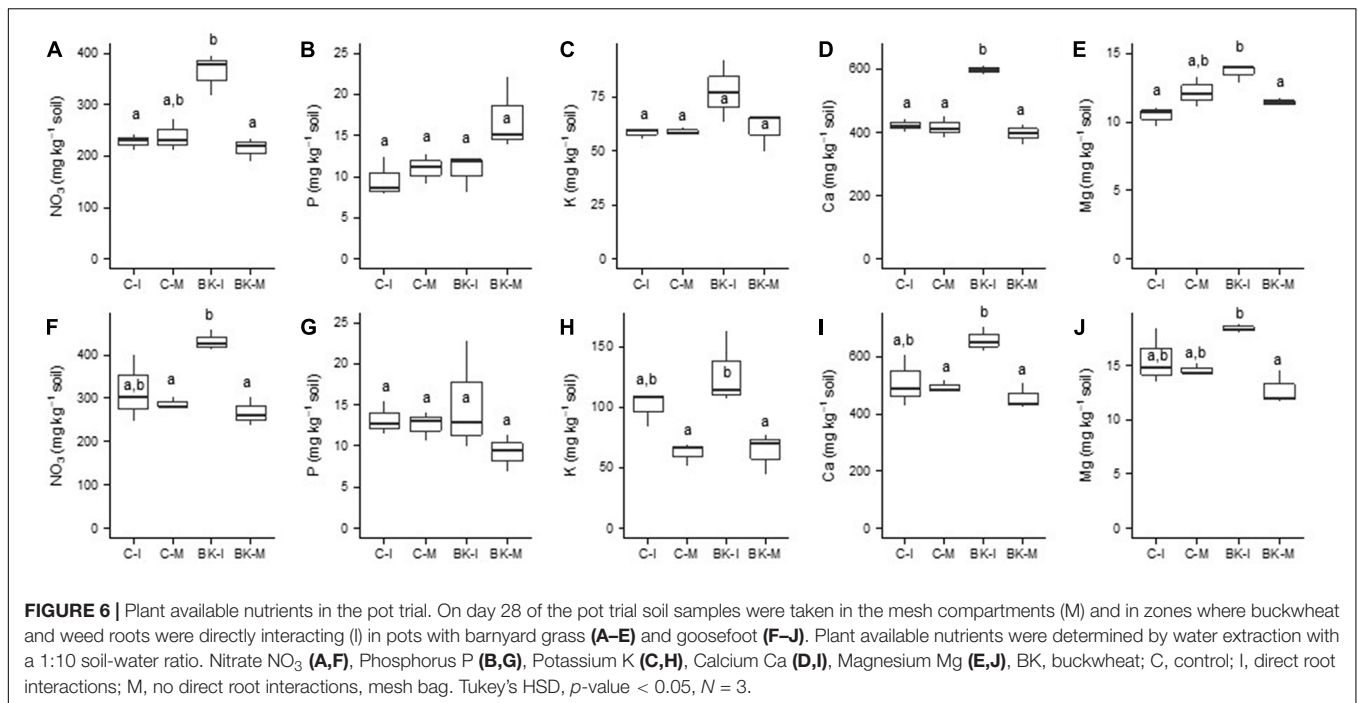 A
NO₃ (mg kg⁻¹ soil)
400
300
200
100
0
a
a,b
b
a
C-I C-M BK-I BK-M
B
P (mg kg⁻¹ soil)
25
20
15
10
5
0
a
a
a
a
C-I C-M BK-I BK-M
C
K (mg kg⁻¹ soil)
75
50
25
0
a
a
a
a
C-I C-M BK-I BK-M
D
Ca (mg kg⁻¹ soil)
600
400
200
0
a
a
b
a
C-I C-M BK-I BK-M
E
Mg (mg kg⁻¹ soil)
15
10
5
0
a
a,b
b
a
C-I C-M BK-I BK-M
F
NO₃ (mg kg⁻¹ soil)
400
300
200
100
0
a,b
a
b
a
C-I C-M BK-I BK-M
G
P (mg kg⁻¹ soil)
25
20
15
10
5
0
a
a
a
a
C-I C-M BK-I BK-M
H
K (mg kg⁻¹ soil)
150
100
50
0
a,b
a
b
a
C-I C-M BK-I BK-M
I
Ca (mg kg⁻¹ soil)
600
400
200
0
a,b
a
b
a
C-I C-M BK-I BK-M
J
Mg (mg kg⁻¹ soil)
15
10
5
0
a,b
a,b
b
a
C-I C-M BK-I BK-M
FIGURE 6 | Plant available nutrients in the pot trial. On day 28 of the pot trial soil samples were taken in the mesh compartments (M) and in zones where buckwheat
and weed roots were directly interacting (I) in pots with barnyard grass (A–E) and goosefoot (F–J). Plant available nutrients were determined by water extraction with
a 1:10 soil-water ratio. Nitrate NO₃ (A,F), Phosphorus P (B,G), Potassium K (C,H), Calcium Ca (D,I), Magnesium Mg (E,J), BK, buckwheat; C, control; I, direct root
interactions; M, no direct root interactions, mesh bag. Tukey's HSD, p-value < 0.05, N = 3.